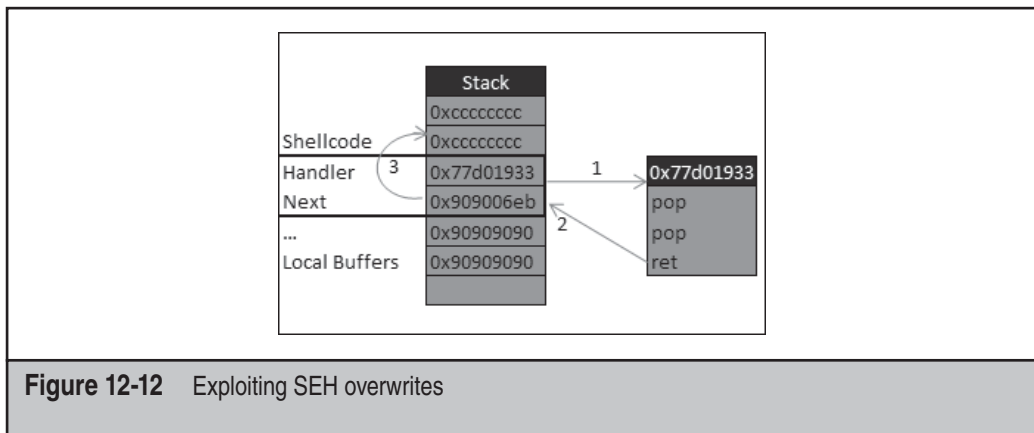 Stack
0xcccccccc
Shellcode 0xcccccccc
Handler 3 0x77d01933 1 0x77d01933
Next 0x909006eb pop
... 0x90909090 2 pop
Local Buffers 0x90909090 ret
Figure 12-12 Exploiting SEH overwrites